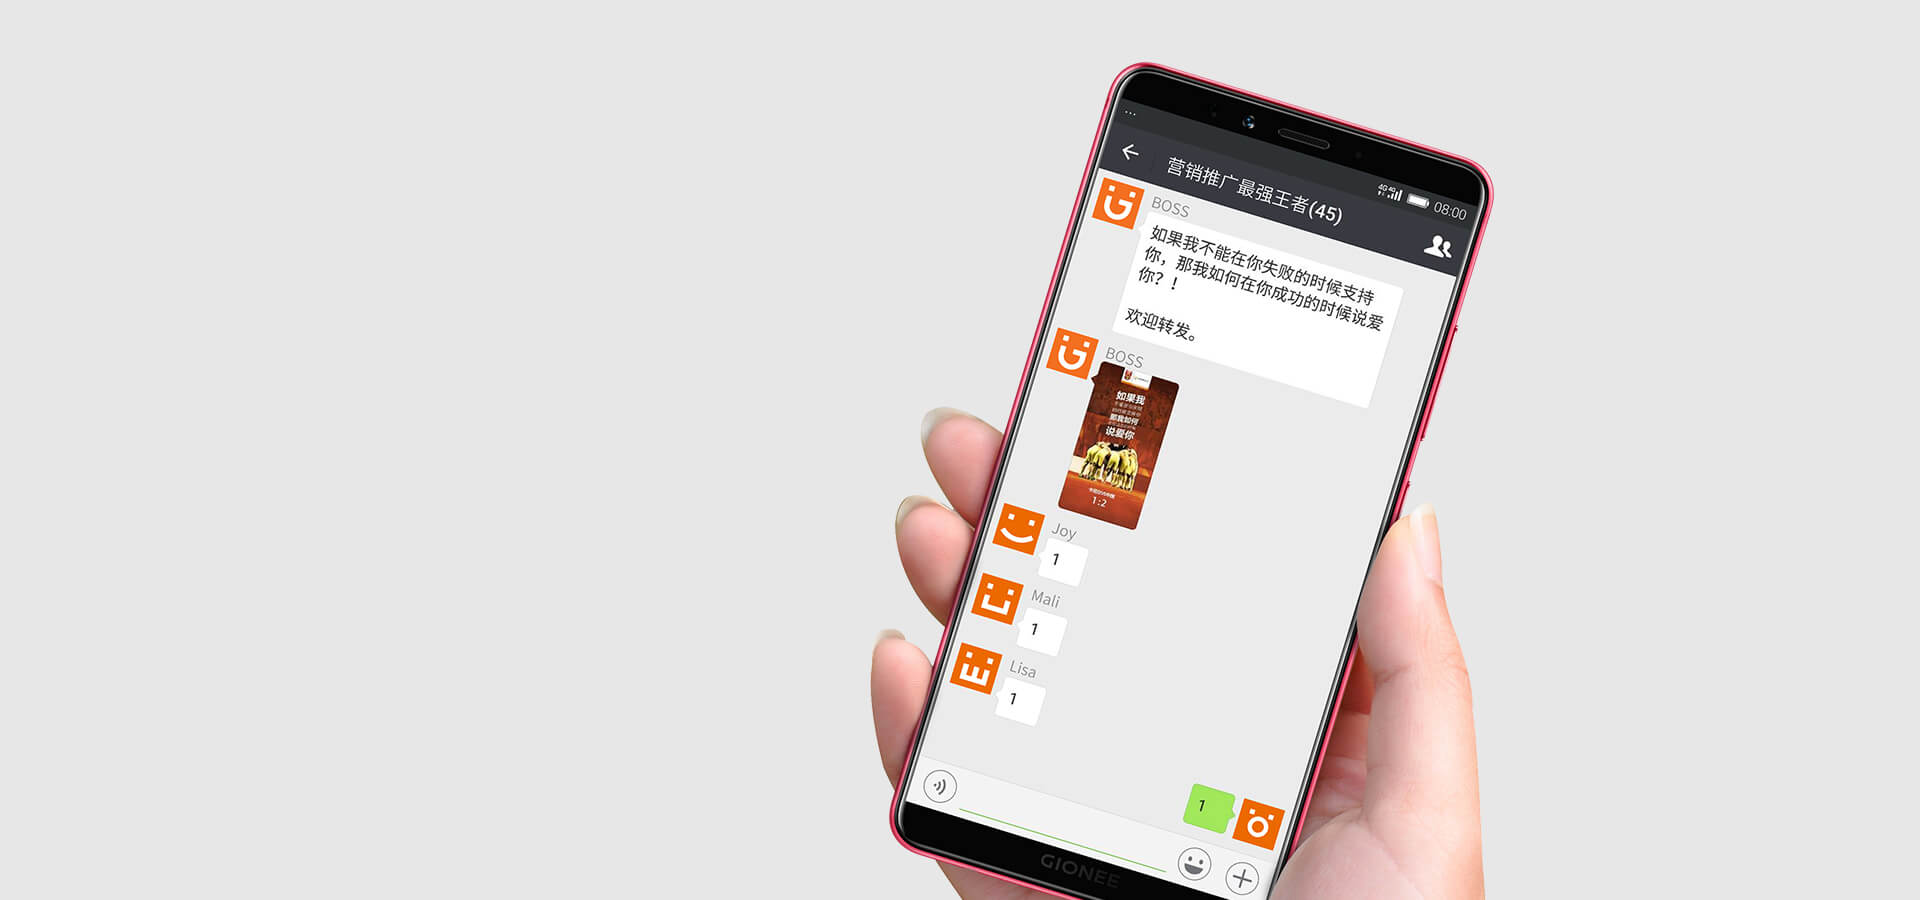 4G 4G 08:00
营销推广最强王者(45)
BOSS
如果我不能在你失败的时候支持
你，那我如何在你成功的时候说爱
你？！
欢迎转发。
BOSS
如果我
那我如何
说爱你
1:2
Joy
1
Mali
1
Lisa
1
1
GIONEE